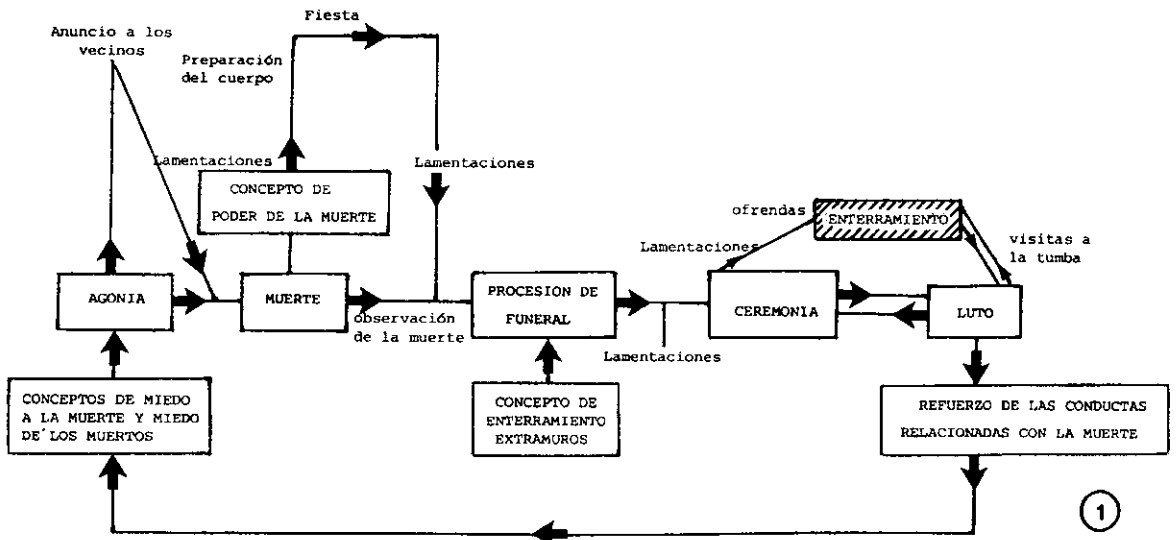 Fiesta
Anuncio a los
vecinos
Preparación
del cuerpo
Lamentaciones
Lamentaciones
CONCEPTO DE
PODER DE LA MUERTE
ofrendas
ENTERRAMIENTO
Lamentaciones
visitas a
la tumba
AGONIA
MUERTE
observación
de la muerte
PROCESION DE
FUNERAL
Lamentaciones
CEREMONIA
LUTO
CONCEPTOS DE MIEDO
A LA MUERTE Y MIEDO
DE LOS MUERTOS
CONCEPTO DE
ENTERRAMIENTO
EXTRAMUROS
REFUERZO DE LAS CONDUCTAS
RELACIONADAS CON LA MUERTE
1